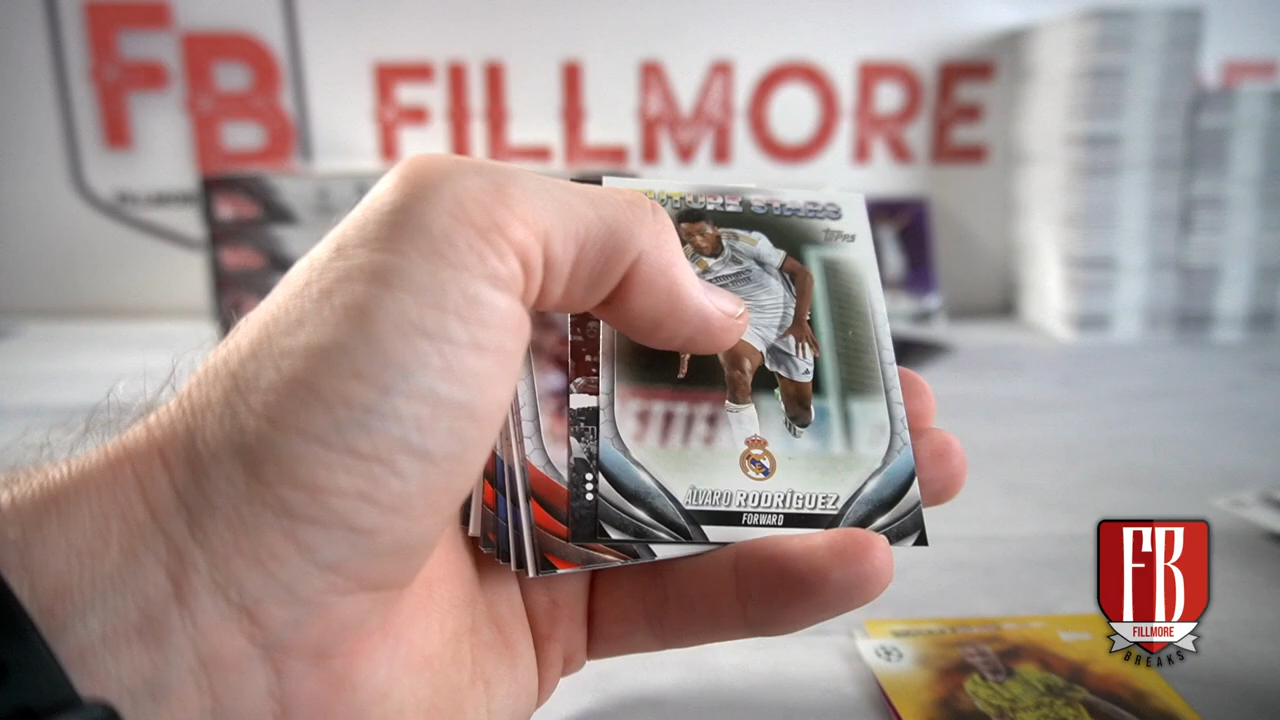 FB
FILLMORE
FUTURE STARS
TOPPS
ÁLVARO RODRÍGUEZ
FORWARD
FB
FILLMORE
BREAKS